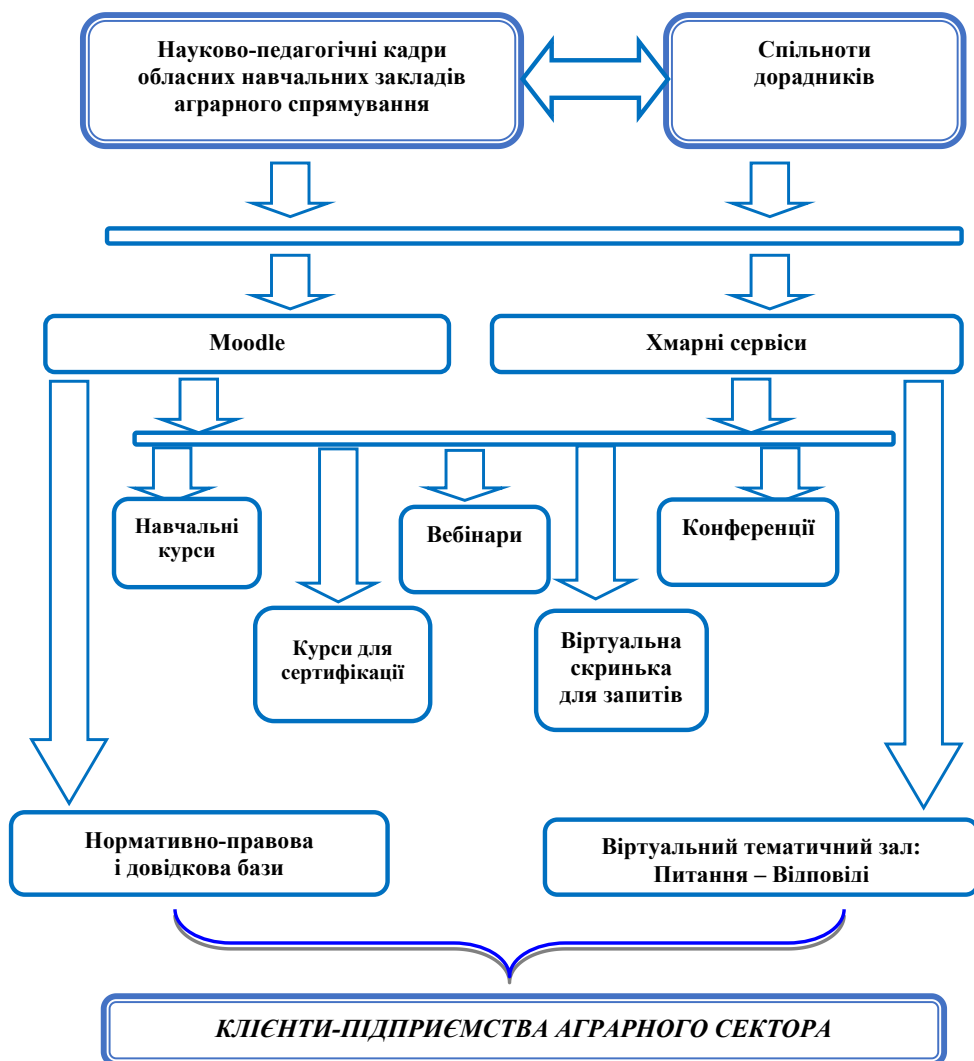 Науково-педагогічні кадри
обласних навчальних закладів
аграрного спрямування
Спільноти
дорадників
Moodle
Хмарні сервіси
Навчальні
курси
Вебінари
Конференції
Курси для
сертифікації
Віртуальна
скринька
для запитів
Нормативно-правова
і довідкова бази
Віртуальний тематичний зал:
Питання – Відповіді
КЛІЄНТИ-ПІДПРИЄМСТВА АГРАРНОГО СЕКТОРА